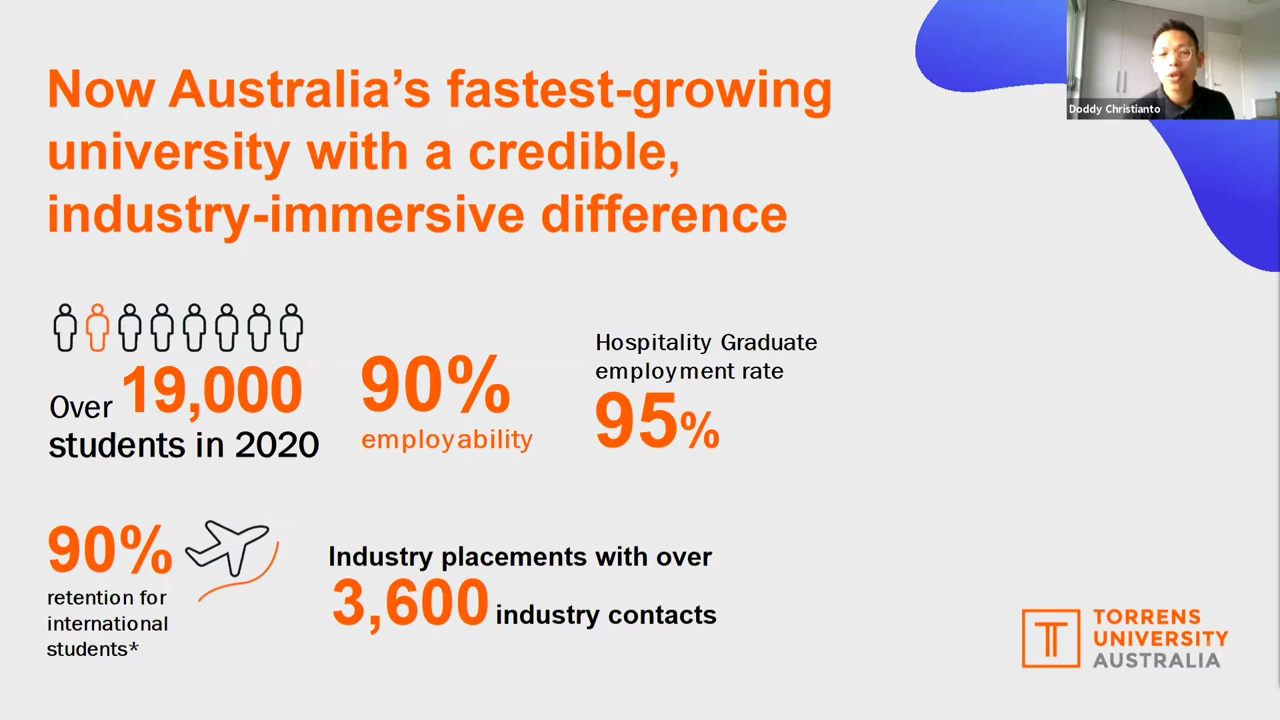 Now Australia’s fastest-growing
university with a credible,
industry-immersive difference
Doddy Christianto
Over 19,000
students in 2020
90%
employability
Hospitality Graduate
employment rate
95%
90%
retention for
international
students*
Industry placements with over
3,600 industry contacts
TORRENS
UNIVERSITY
AUSTRALIA